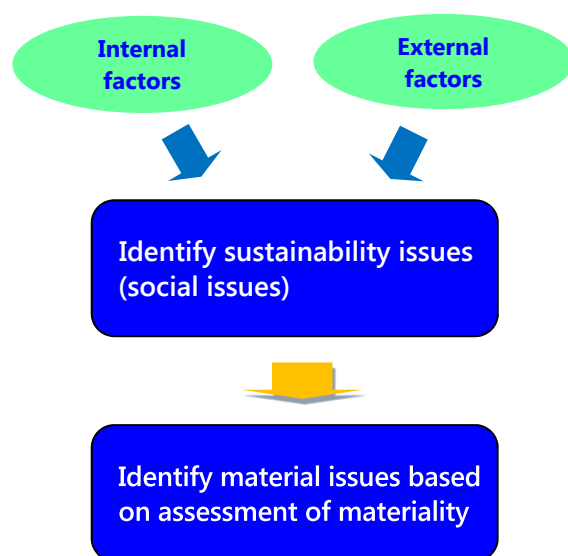 Internal
factors
External
factors
Identify sustainability issues
(social issues)
Identify material issues based
on assessment of materiality